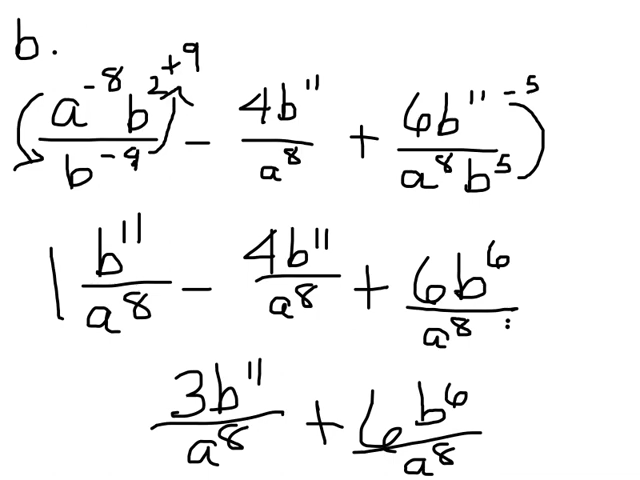 b.
(a^{-8} b^{2+9})/(b^{-9}) - (4b^{11})/(a^{8}) + (6b^{11-5})/(a^{8} b^{5})
1 (b^{11})/(a^{8}) - (4b^{11})/(a^{8}) + (6b^{6})/(a^{8}) :
(3b^{11})/(a^{8}) + (6b^{6})/(a^{8})